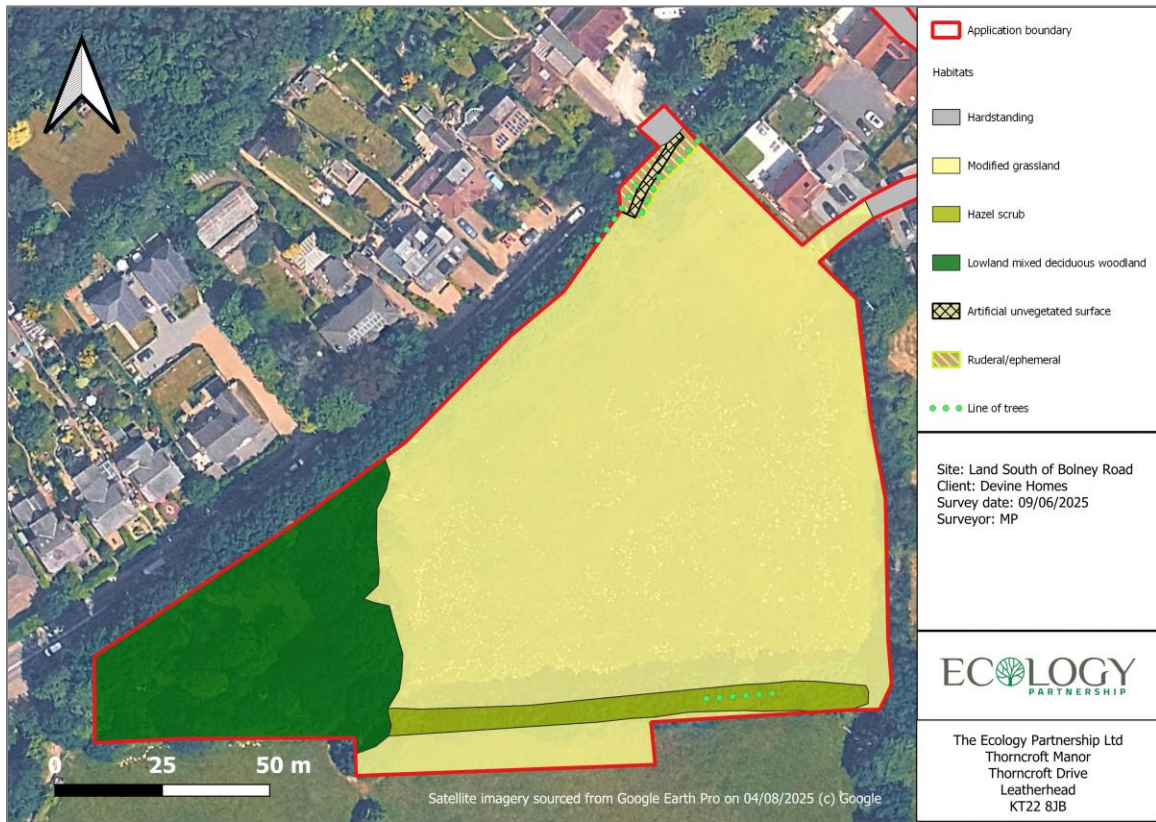 Application boundary
Habitats
Hardstanding
Modified grassland
Hazel scrub
Lowland mixed deciduous woodland
Artificial unvegetated surface
Ruderal/ephemeral
Line of trees
Site: Land South of Bolney Road
Client: Devine Homes
Survey date: 09/06/2025
Surveyor: MP
ECOLOGY
PARTNERSHIP
The Ecology Partnership Ltd
Thorncroft Manor
Thorncroft Drive
Leatherhead
KT22 8JB
0 25 50 m
Satellite imagery sourced from Google Earth Pro on 04/08/2025 (c) Google